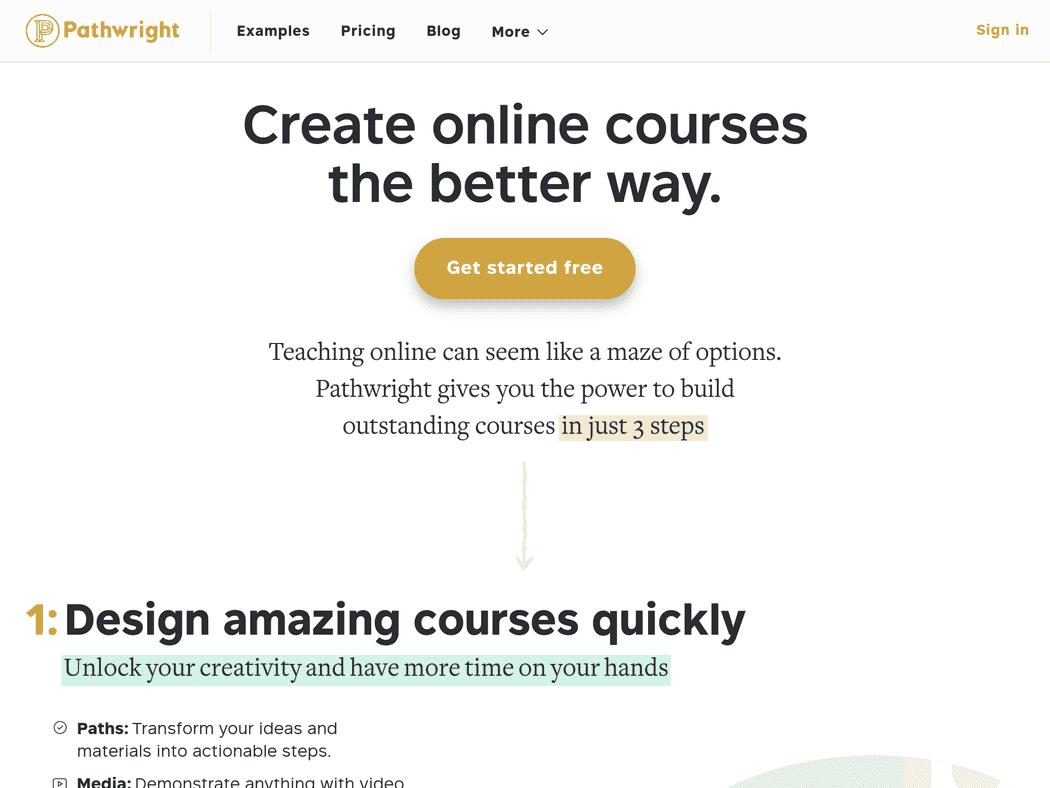 Pathwright
Examples
Pricing
Blog
More
Sign in
Create online courses
the better way.
Get started free
Teaching online can seem like a maze of options.
Pathwright gives you the power to build
outstanding courses in just 3 steps
1: Design amazing courses quickly
Unlock your creativity and have more time on your hands
Paths: Transform your ideas and
materials into actionable steps.
Media: Demonstrate anything with video